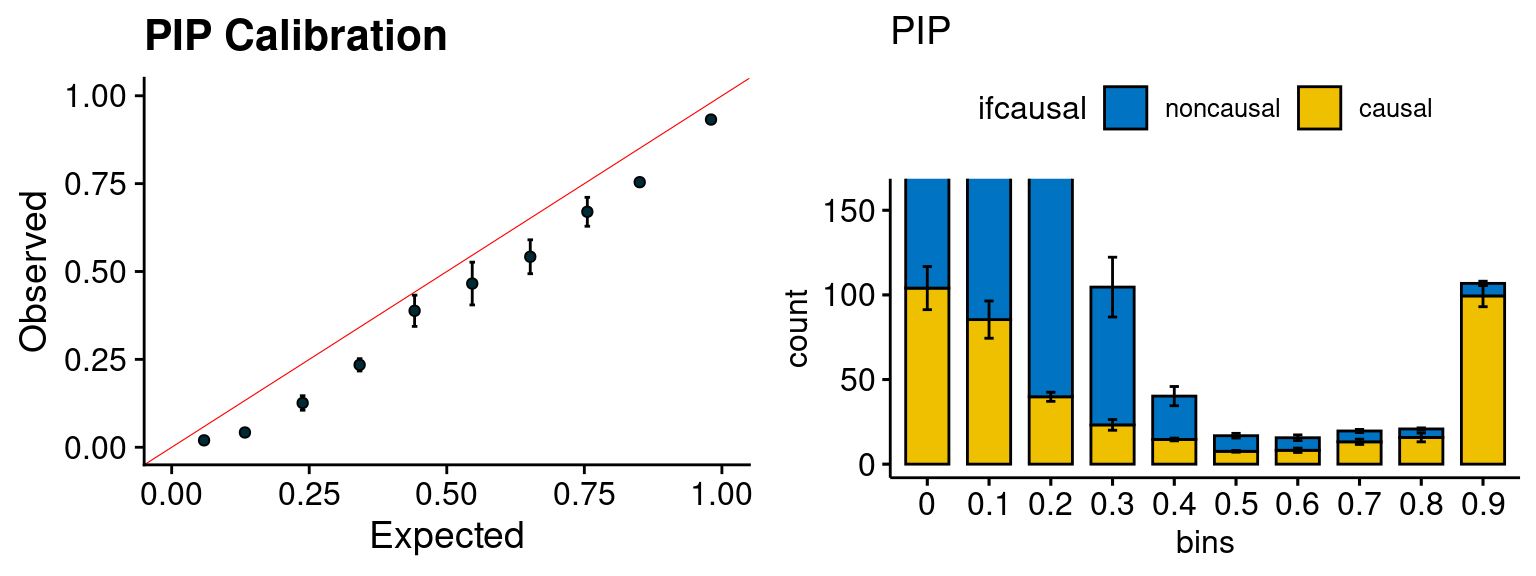 PIP Calibration
1.00
0.75
0.50
0.25
0.00
Observed
0.00 0.25 0.50 0.75 1.00
Expected
PIP
ifcausal noncausal causal
150
100
50
0
count
0 0.1 0.2 0.3 0.4 0.5 0.6 0.7 0.8 0.9
bins